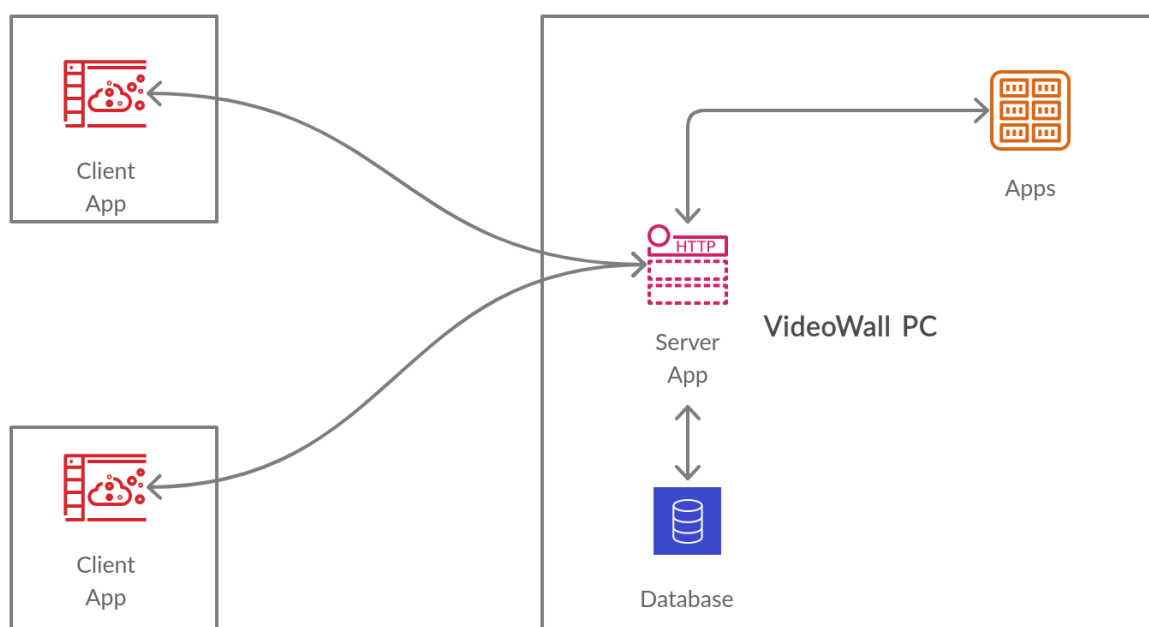 Client
App
Apps
HTTP
Server
App
VideoWall PC
Client
App
Database